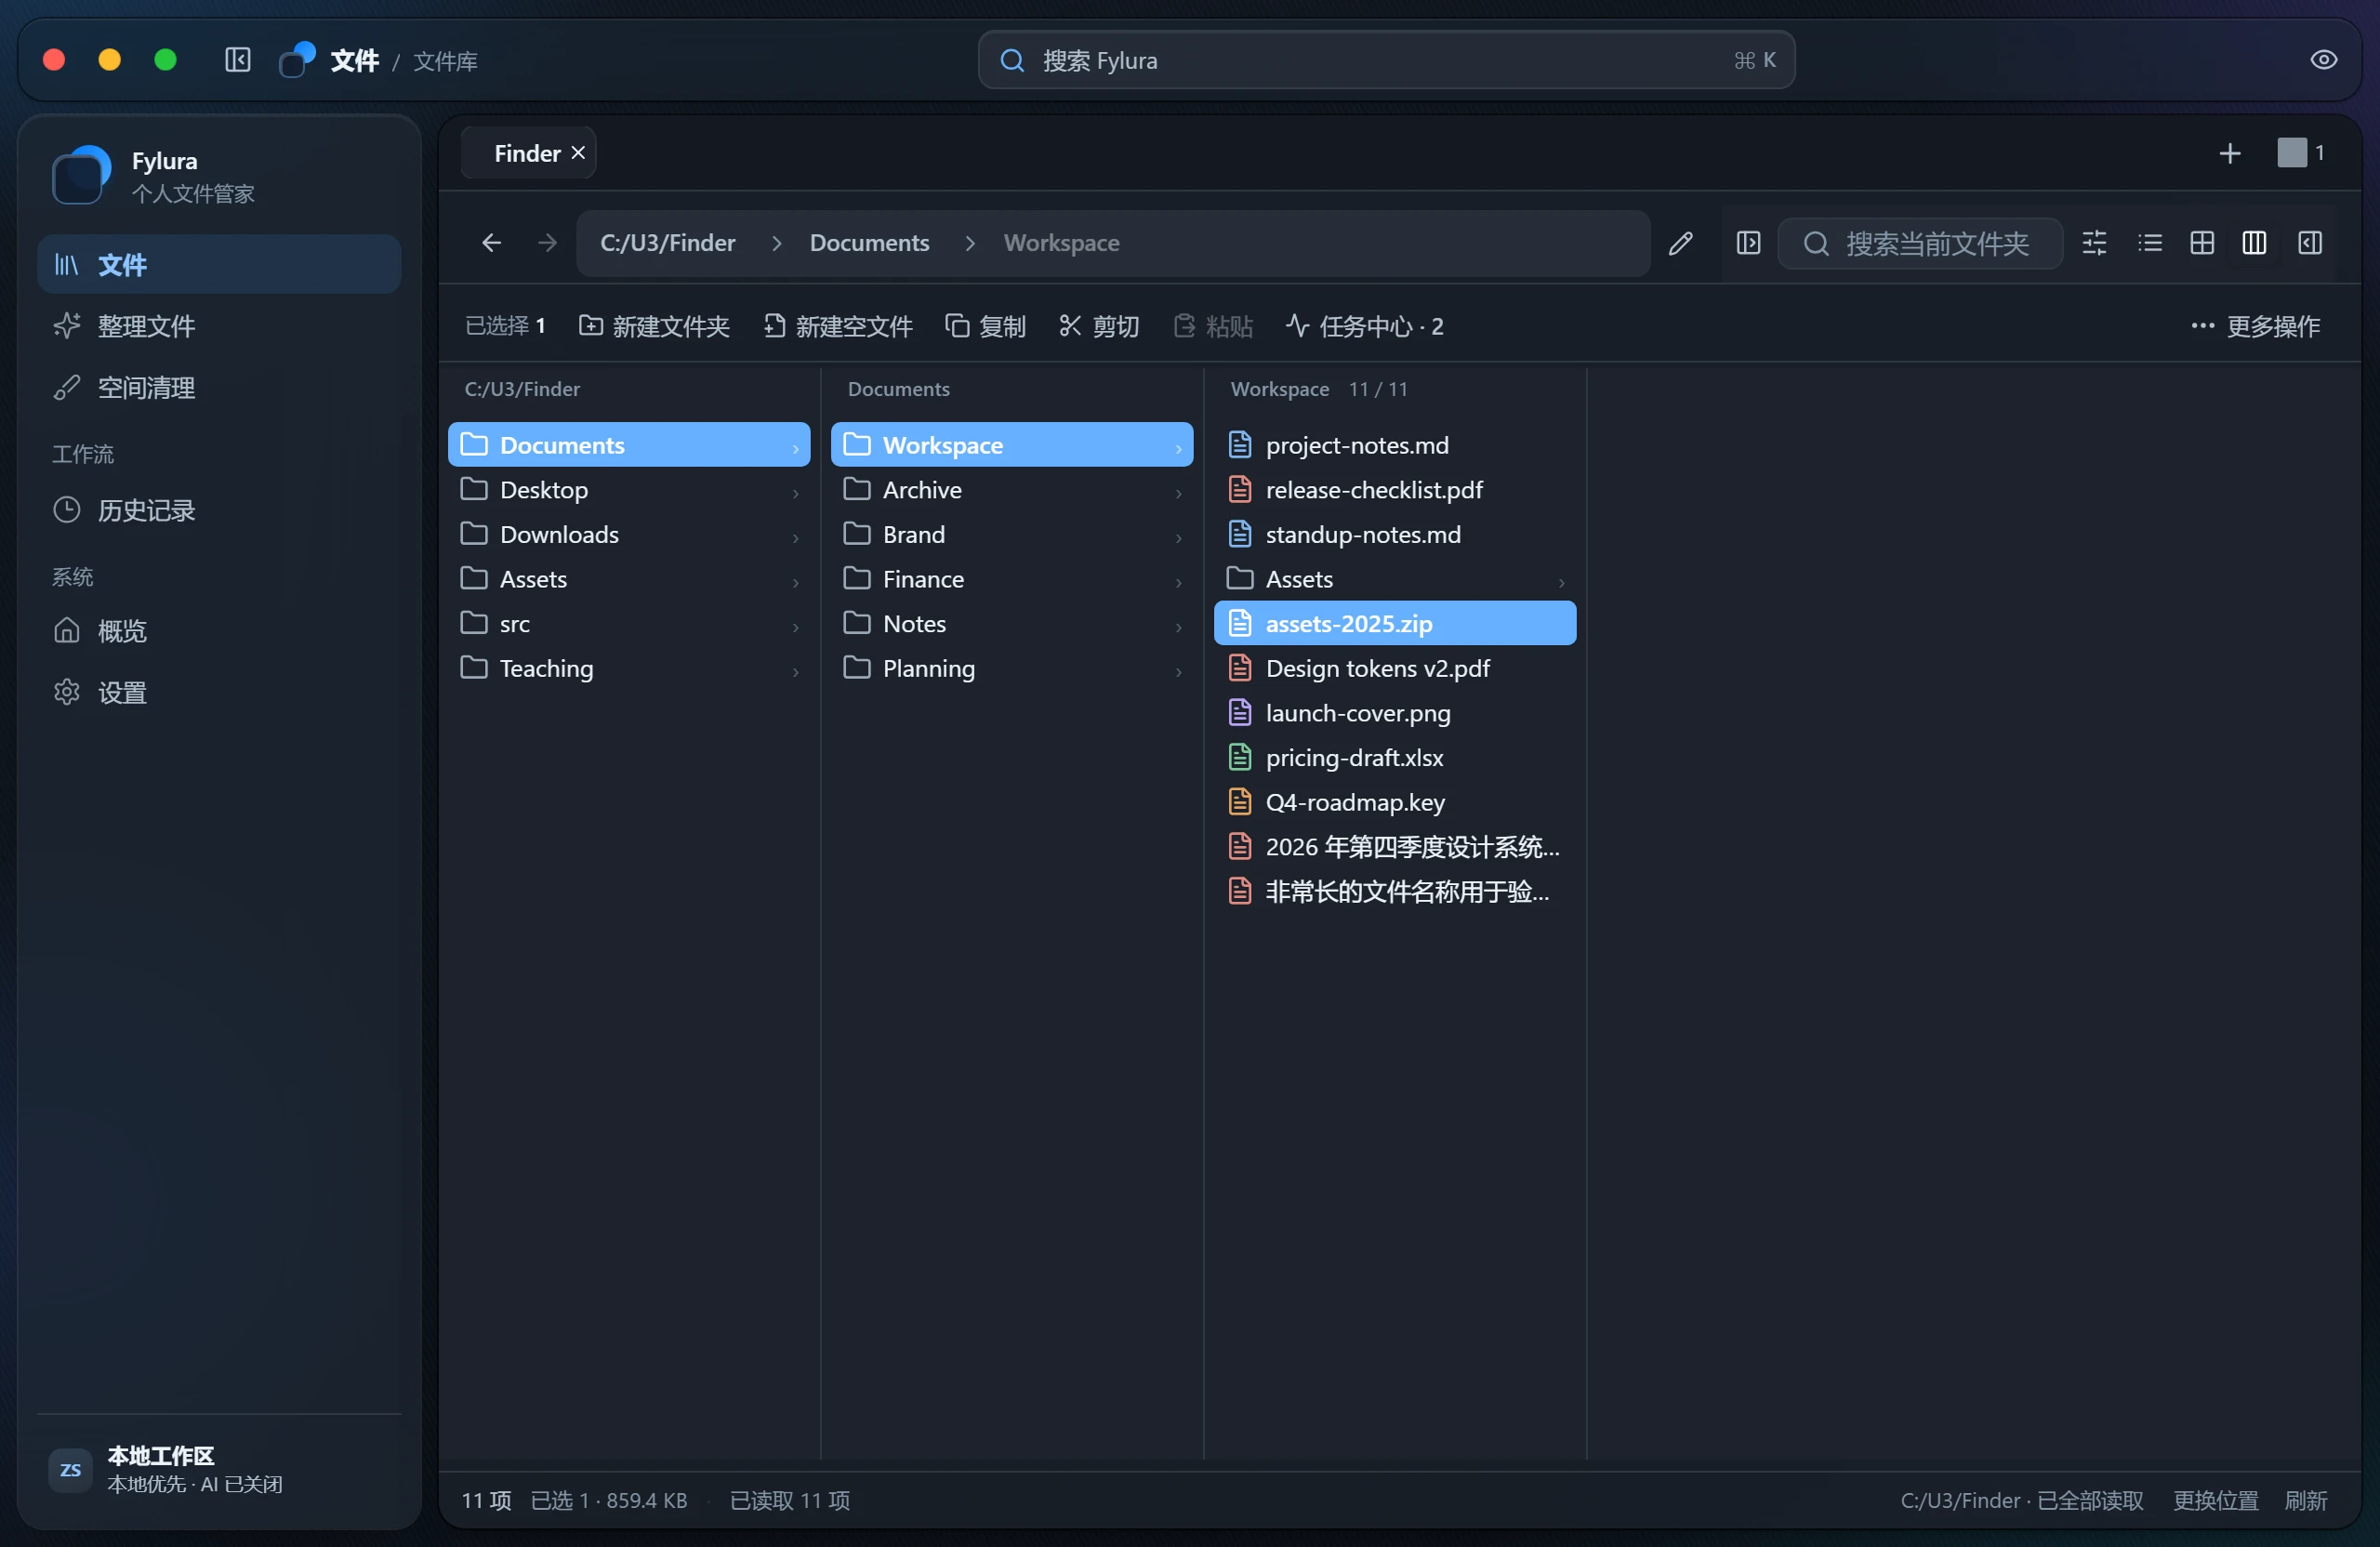 文件 / 文件库
搜索 Fylura
⌘ K
Fylura
个人文件管家
文件
整理文件
空间清理
工作流
历史记录
系统
概览
设置
ZS
本地工作区
本地优先 · AI 已关闭
Finder
1
C:/U3/Finder
Documents
Workspace
搜索当前文件夹
已选择 1
新建文件夹
新建空文件
复制
剪切
粘贴
任务中心 · 2
更多操作
C:/U3/Finder
Documents
Desktop
Downloads
Assets
src
Teaching
Documents
Workspace
Archive
Brand
Finance
Notes
Planning
Workspace 11 / 11
project-notes.md
release-checklist.pdf
standup-notes.md
Assets
assets-2025.zip
Design tokens v2.pdf
launch-cover.png
pricing-draft.xlsx
Q4-roadmap.key
2026 年第四季度设计系统...
非常长的文件名称用于验...
11 项 已选 1 · 859.4 KB · 已读取 11 项
C:/U3/Finder · 已全部读取
更换位置
刷新